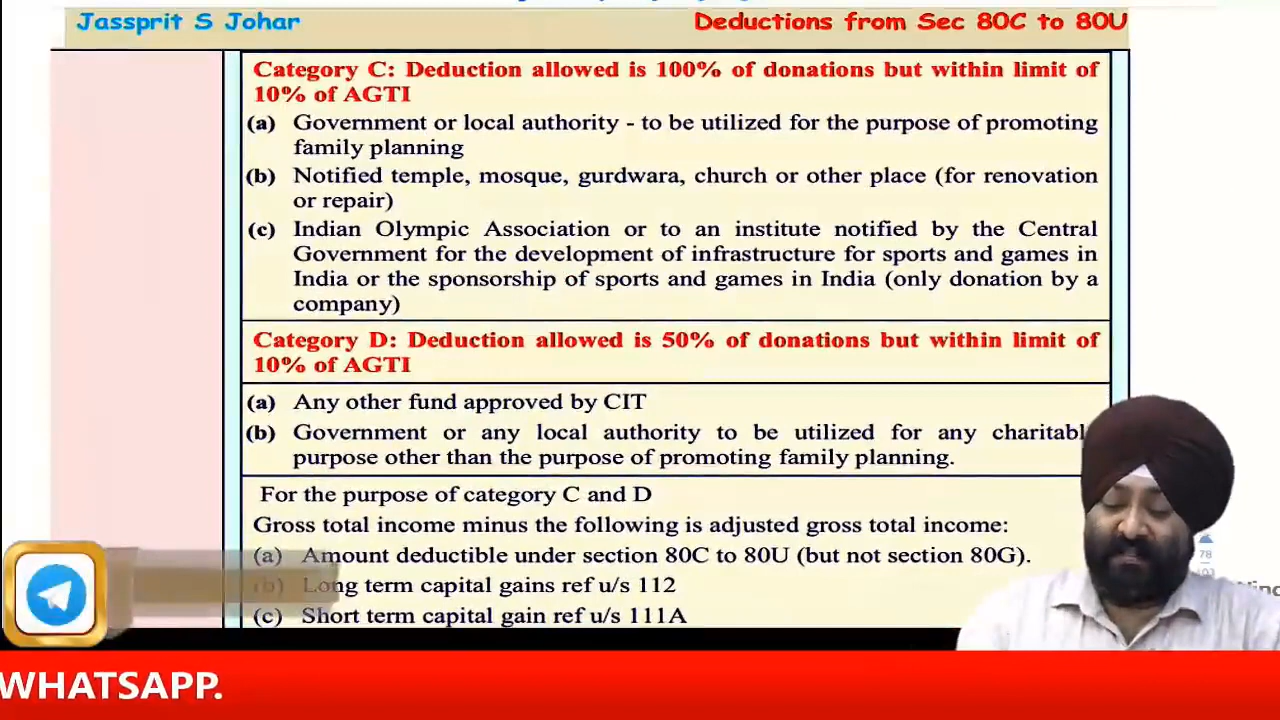 Jassprit S Johar
Deductions from Sec 80C to 80U
Category C: Deduction allowed is 100% of donations but within limit of
10% of AGTI
(a) Government or local authority - to be utilized for the purpose of promoting
family planning
(b) Notified temple, mosque, gurdwara, church or other place (for renovation
or repair)
(c) Indian Olympic Association or to an institute notified by the Central
Government for the development of infrastructure for sports and games in
India or the sponsorship of sports and games in India (only donation by a
company)
Category D: Deduction allowed is 50% of donations but within limit of
10% of AGTI
(a) Any other fund approved by CIT
(b) Government or any local authority to be utilized for any charitabl
purpose other than the purpose of promoting family planning.
For the purpose of category C and D
Gross total income minus the following is adjusted gross total income:
(a) Amount deductible under section 80C to 80U (but not section 80G).
(b) Long term capital gains ref u/s 112
(c) Short term capital gain ref u/s 111A
78
WHATSAPP.